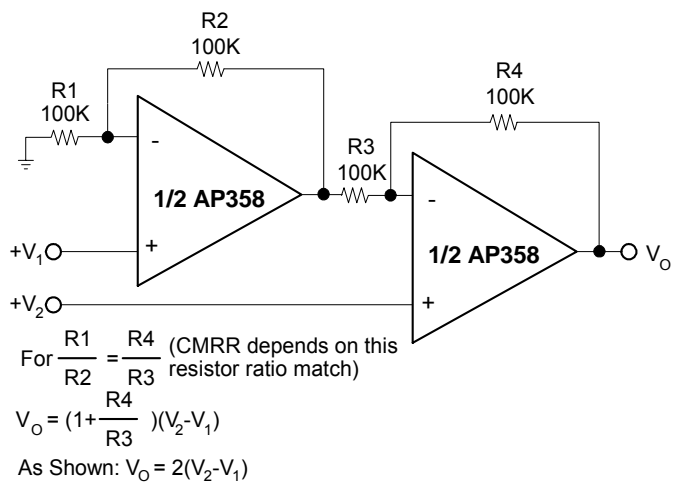 R2
100K
R1
100K
R4
100K
R3
100K
-
1/2 AP358
+
-
1/2 AP358
+
+V1
+V2
VO
For R1/R2 = R4/R3 (CMRR depends on this
resistor ratio match)
VO = (1+R4/R3 )(V2-V1)
As Shown: VO = 2(V2-V1)